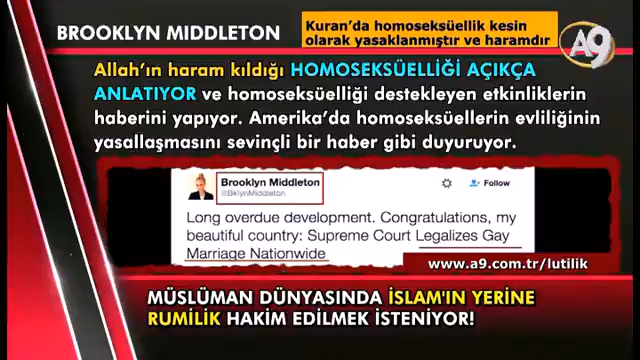 BROOKLYN MIDDLETON
Kuran'da homoseksüellik kesin
olarak yasaklanmıştır ve haramdır
A9
Allah'ın haram kıldığı HOMOSEKSÜELLİĞİ AÇIKÇA
ANLATIYOR ve homoseksüelliği destekleyen etkinliklerin
haberini yapıyor. Amerika'da homoseksüellerin evliliğinin
yasallaşmasını sevinçli bir haber gibi duyuruyor.
Brooklyn Middleton
@BklynMiddleton
Follow
Long overdue development. Congratulations, my
beautiful country: Supreme Court Legalizes Gay
Marriage Nationwide
www.a9.com.tr/lutilik
MÜSLÜMAN DÜNYASINDA İSLAM'IN YERİNE
RUMİLİK HAKİM EDİLMEK İSTENİYOR!